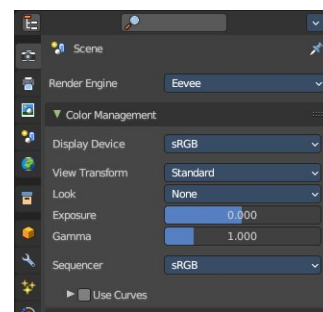 Scene
Render Engine Eevee
Color Management
Display Device sRGB
View Transform Standard
Look None
Exposure 0.000
Gamma 1.000
Sequencer sRGB
Use Curves